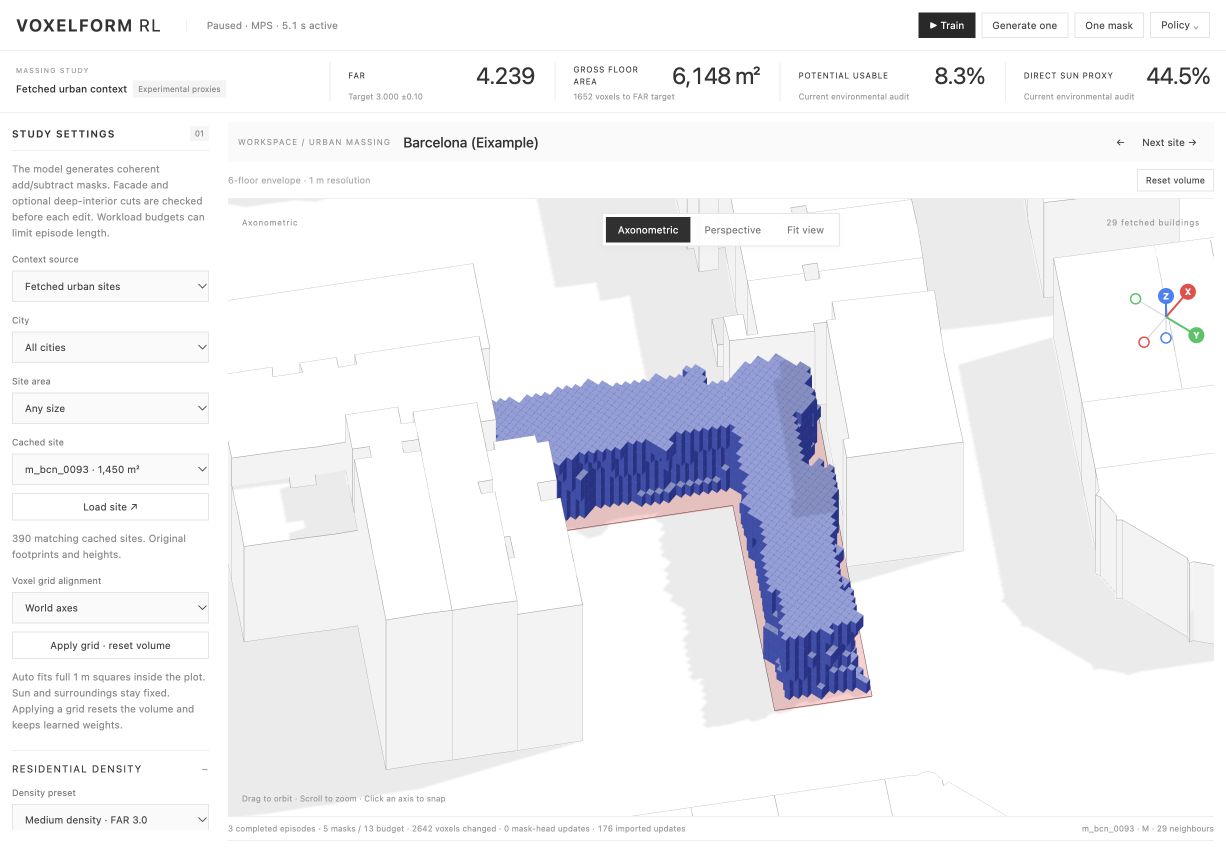 VOXELFORM RL
Paused · MPS · 5.1 s active
▶ Train
Generate one
One mask
Policy
MASSING STUDY
Fetched urban context
Experimental proxies
FAR
4.239
Target 3.000 ±0.10
GROSS FLOOR
AREA
6,148 m²
1652 voxels to FAR target
POTENTIAL USABLE
8.3%
Current environmental audit
DIRECT SUN PROXY
44.5%
Current environmental audit
STUDY SETTINGS
01
The model generates coherent
add/subtract masks. Facade and
optional deep-interior cuts are checked
before each edit. Workload budgets can
limit episode length.
Context source
Fetched urban sites
City
All cities
Site area
Any size
Cached site
m_bcn_0093 · 1,450 m²
Load site ↗
390 matching cached sites. Original
footprints and heights.
Voxel grid alignment
World axes
Apply grid · reset volume
Auto fits full 1 m squares inside the plot.
Sun and surroundings stay fixed.
Applying a grid resets the volume and
keeps learned weights.
RESIDENTIAL DENSITY
–
Density preset
Medium density · FAR 3.0
WORKSPACE / URBAN MASSING
Barcelona (Eixample)
←
Next site →
6-floor envelope · 1 m resolution
Reset volume
Axonometric
Axonometric
Perspective
Fit view
29 fetched buildings
Z
X
Y
Drag to orbit · Scroll to zoom · Click an axis to snap
3 completed episodes · 5 masks / 13 budget · 2642 voxels changed · 0 mask-head updates · 176 imported updates
m_bcn_0093 · M · 29 neighbours